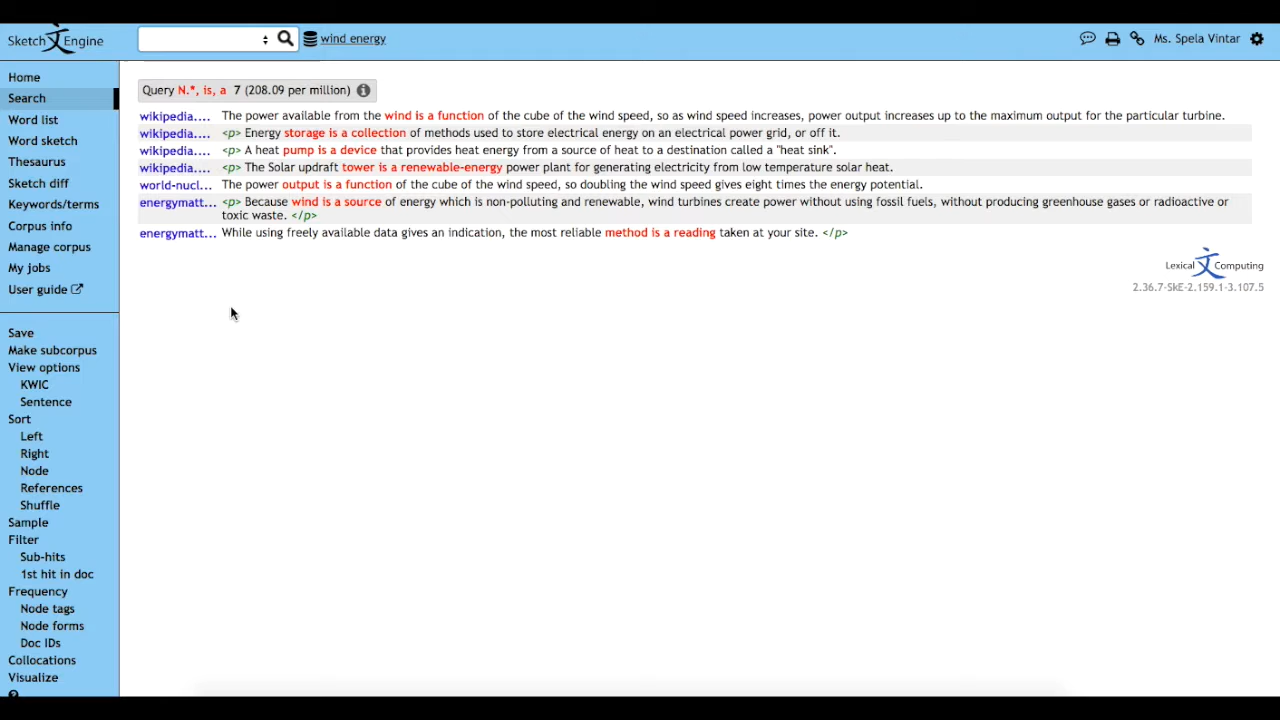 Sketch 文 Engine
wind energy
Ms. Spela Vintar
Home
Search
Word list
Word sketch
Thesaurus
Sketch diff
Keywords/terms
Corpus info
Manage corpus
My jobs
User guide
Save
Make subcorpus
View options
KWIC
Sentence
Sort
Left
Right
Node
References
Shuffle
Sample
Filter
Sub-hits
1st hit in doc
Frequency
Node tags
Node forms
Doc IDs
Collocations
Visualize
?
Query N.*, is, a 7 (208.09 per million) i
wikipedia.... The power available from the wind is a function of the cube of the wind speed, so as wind speed increases, power output increases up to the maximum output for the particular turbine.
wikipedia.... <p> Energy storage is a collection of methods used to store electrical energy on an electrical power grid, or off it.
wikipedia.... <p> A heat pump is a device that provides heat energy from a source of heat to a destination called a "heat sink".
wikipedia.... <p> The Solar updraft tower is a renewable-energy power plant for generating electricity from low temperature solar heat.
world-nucl... The power output is a function of the cube of the wind speed, so doubling the wind speed gives eight times the energy potential.
energymatt... <p> Because wind is a source of energy which is non-polluting and renewable, wind turbines create power without using fossil fuels, without producing greenhouse gases or radioactive or
toxic waste. </p>
energymatt... While using freely available data gives an indication, the most reliable method is a reading taken at your site. </p>
Lexical 文 Computing
2.36.7-SkE-2.159.1-3.107.5